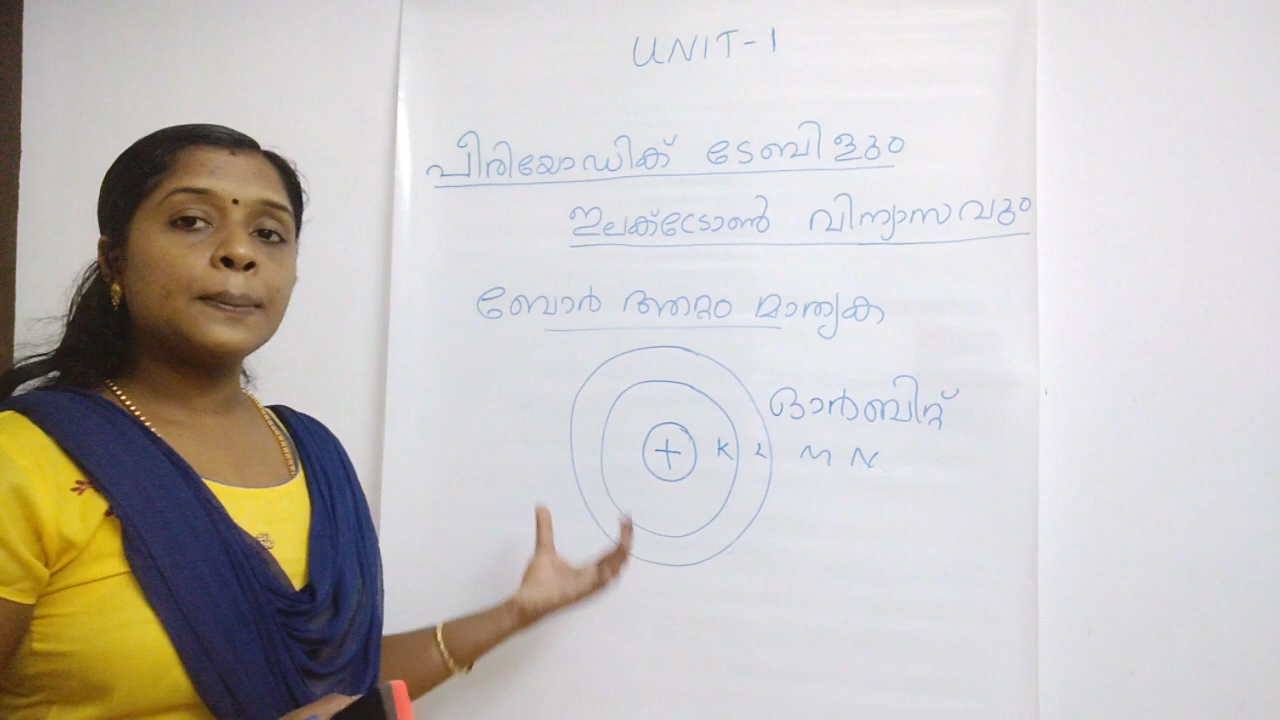 UNIT-1
പീരിയോഡിക് ടേബിളും
ഇലക്ട്രോൺ വിന്യാസവും
ബോർ ആറ്റം മാതൃക
ഓർബിറ്റ്
+ K L M N